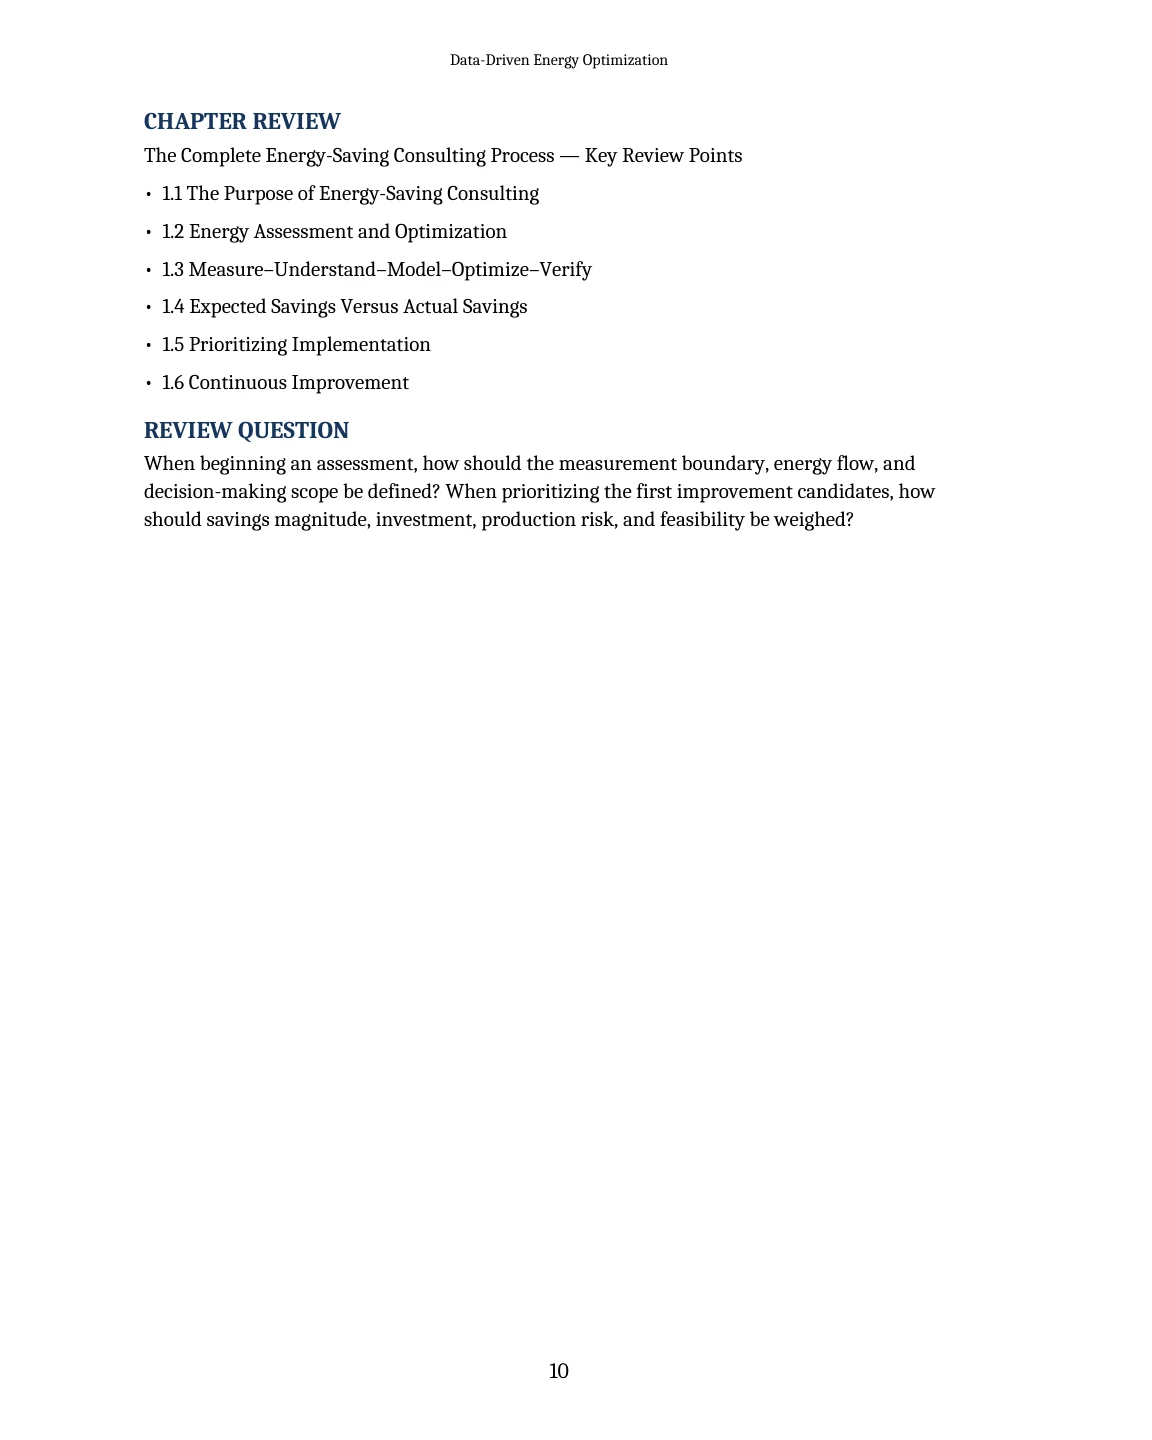 Data-Driven Energy Optimization
CHAPTER REVIEW
The Complete Energy-Saving Consulting Process — Key Review Points
• 1.1 The Purpose of Energy-Saving Consulting
• 1.2 Energy Assessment and Optimization
• 1.3 Measure–Understand–Model–Optimize–Verify
• 1.4 Expected Savings Versus Actual Savings
• 1.5 Prioritizing Implementation
• 1.6 Continuous Improvement
REVIEW QUESTION
When beginning an assessment, how should the measurement boundary, energy flow, and
decision-making scope be defined? When prioritizing the first improvement candidates, how
should savings magnitude, investment, production risk, and feasibility be weighed?
10